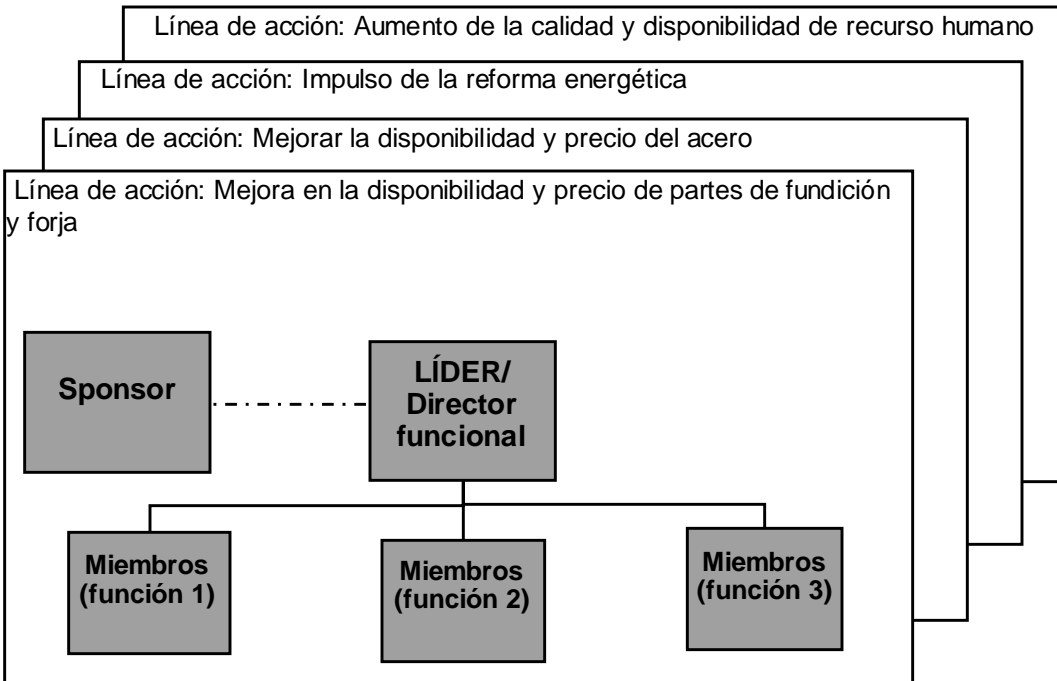 Línea de acción: Aumento de la calidad y disponibilidad de recurso humano
Línea de acción: Impulso de la reforma energética
Línea de acción: Mejorar la disponibilidad y precio del acero
Línea de acción: Mejora en la disponibilidad y precio de partes de fundición
y forja
Sponsor
LÍDER/
Director
funcional
Miembros
(función 1)
Miembros
(función 2)
Miembros
(función 3)